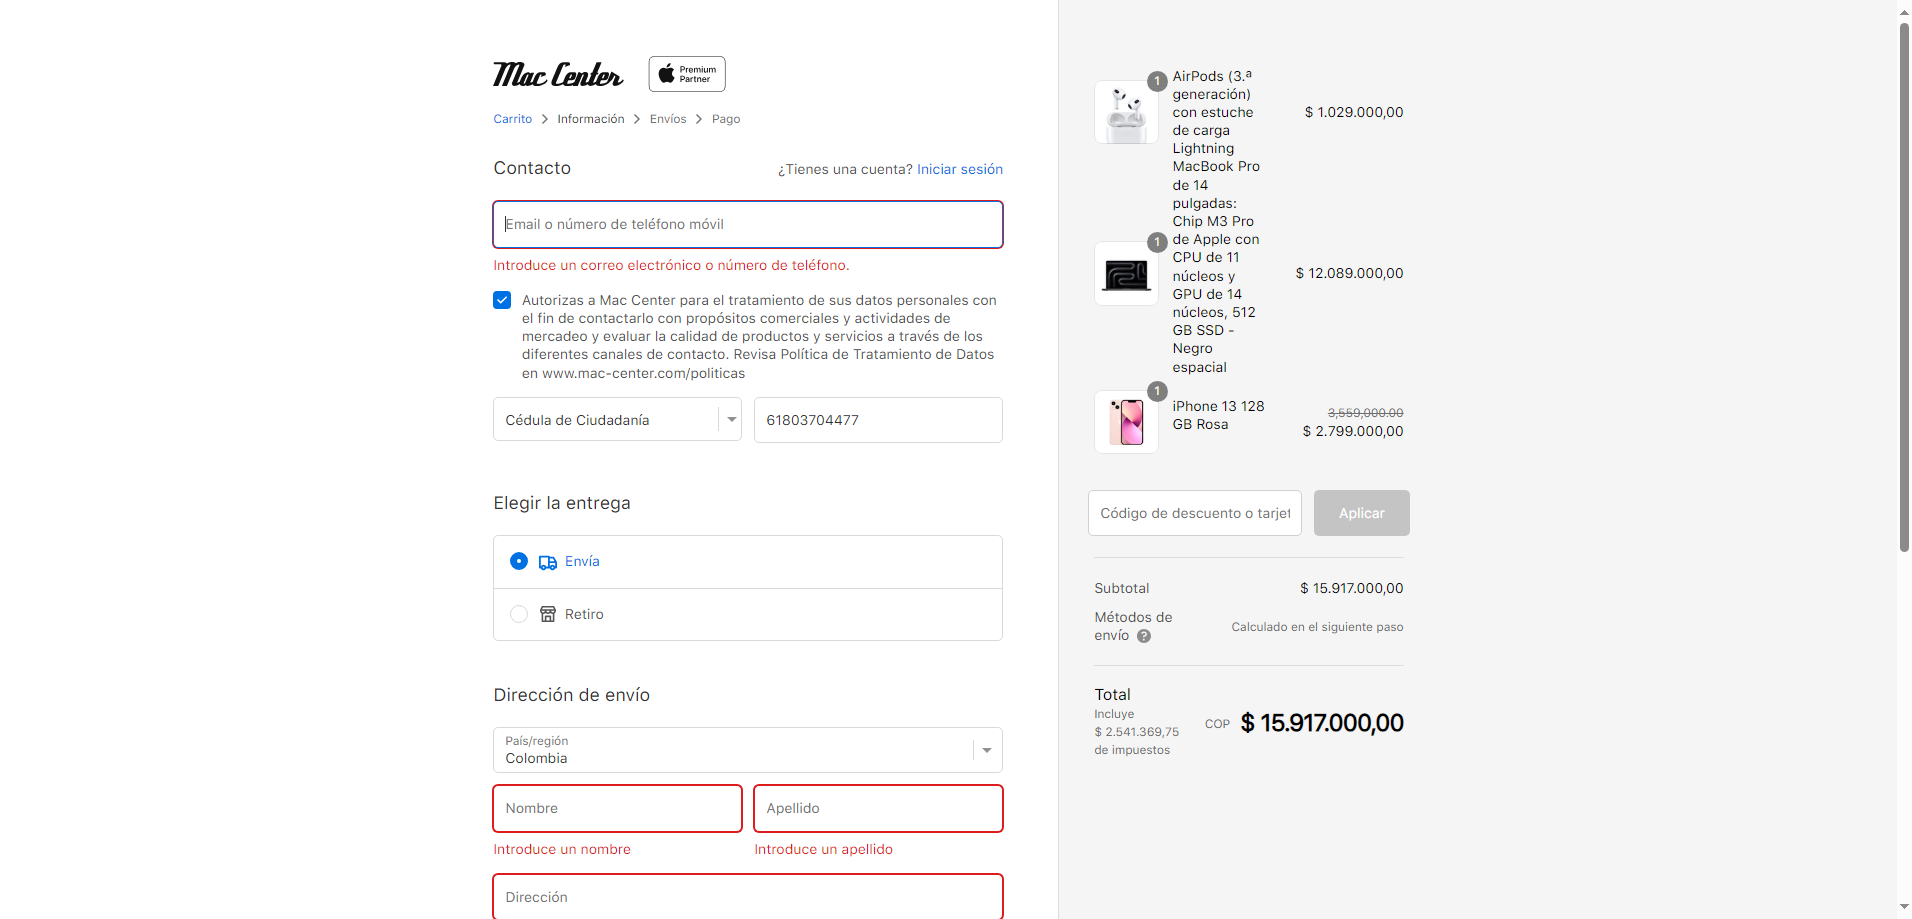 Mac Center
Premium
Partner
Carrito > Información > Envíos > Pago
Contacto
¿Tienes una cuenta? Iniciar sesión
Email o número de teléfono móvil
Introduce un correo electrónico o número de teléfono.
Autorizas a Mac Center para el tratamiento de sus datos personales con
el fin de contactarlo con propósitos comerciales y actividades de
mercadeo y evaluar la calidad de productos y servicios a través de los
diferentes canales de contacto. Revisa Política de Tratamiento de Datos
en www.mac-center.com/politicas
Cédula de Ciudadanía
61803704477
Elegir la entrega
Envía
Retiro
Dirección de envío
País/región
Colombia
Nombre
Apellido
Introduce un nombre
Introduce un apellido
Dirección
1
AirPods (3.ª
generación)
con estuche
de carga
Lightning
$ 1.029.000,00
1
MacBook Pro
de 14
pulgadas:
Chip M3 Pro
de Apple con
CPU de 11
núcleos y
GPU de 14
núcleos, 512
GB SSD -
Negro
espacial
$ 12.089.000,00
1
iPhone 13 128
GB Rosa
3,559,000.00
$ 2.799.000,00
Código de descuento o tarjet
Aplicar
Subtotal
$ 15.917.000,00
Métodos de
envío ?
Calculado en el siguiente paso
Total
Incluye
$ 2.541.369,75
de impuestos
COP $ 15.917.000,00